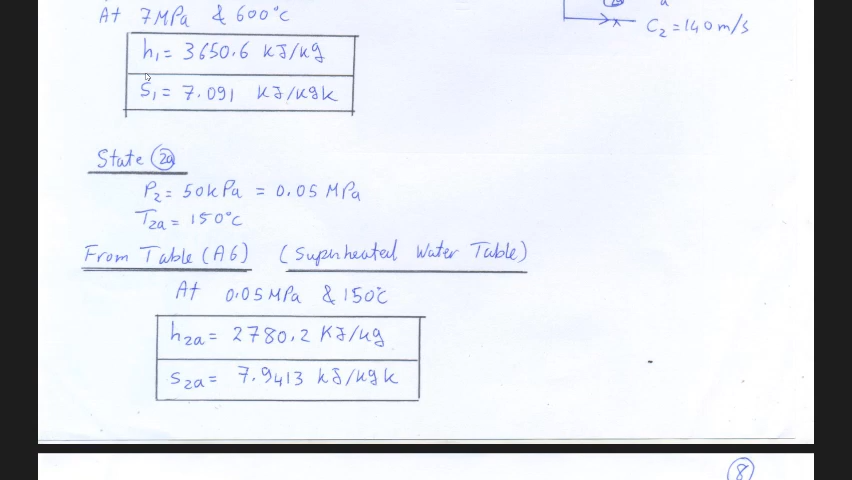 At 7MPa & 600°C
C₂ = 140 m/s
h₁ = 3650.6 KJ/kg
S₁ = 7.091 KJ/kgK
State (2a)
P₂ = 50kPa = 0.05 MPa
T₂ₐ = 150°C
From Table (A6) (Superheated Water Table)
At 0.05MPa & 150°C
h₂ₐ = 2780.2 KJ/kg
S₂ₐ = 7.9413 kJ/kgK
8